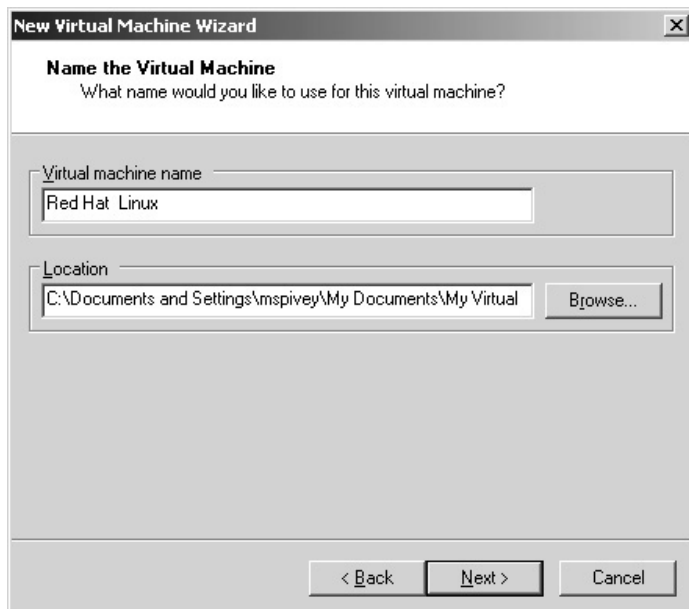 New Virtual Machine Wizard
Name the Virtual Machine
What name would you like to use for this virtual machine?
Virtual machine name
Red Hat  Linux
Location
C:\Documents and Settings\mspivey\My Documents\My Virtual
Browse...
< Back
Next >
Cancel